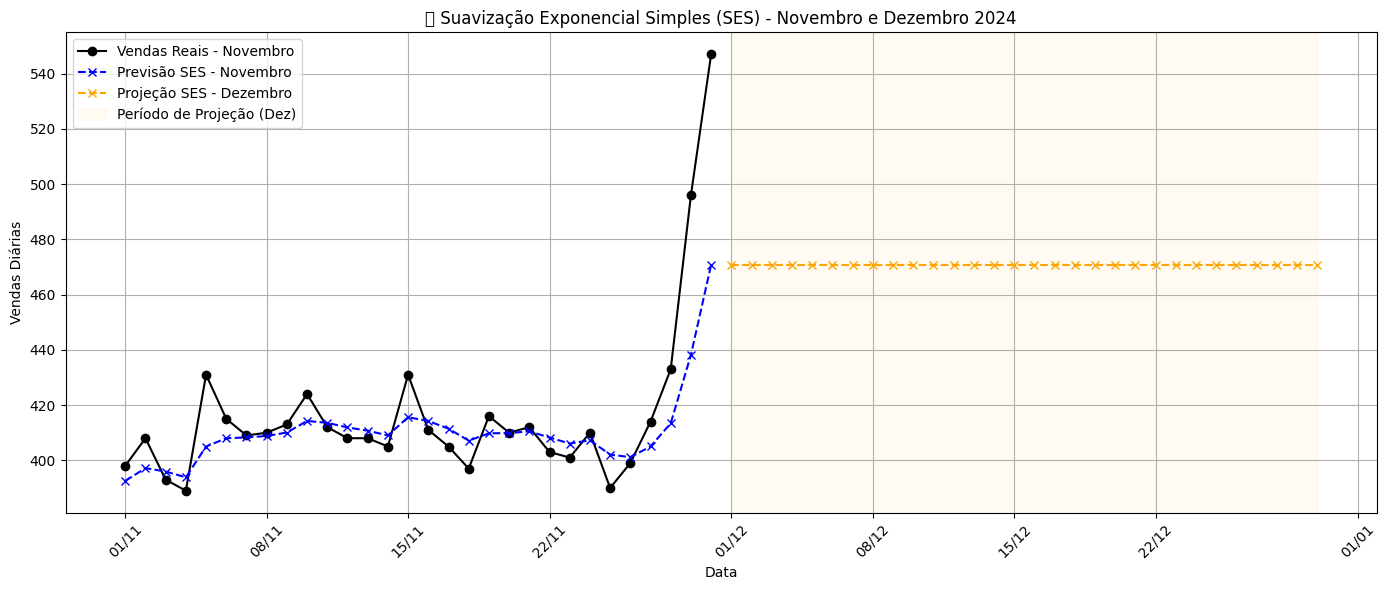 Suavização Exponencial Simples (SES) - Novembro e Dezembro 2024
Vendas Reais - Novembro
Previsão SES - Novembro
Projeção SES - Dezembro
Período de Projeção (Dez)
Vendas Diárias
540
520
500
480
460
440
420
400
01/11
08/11
15/11
22/11
01/12
08/12
15/12
22/12
01/01
Data